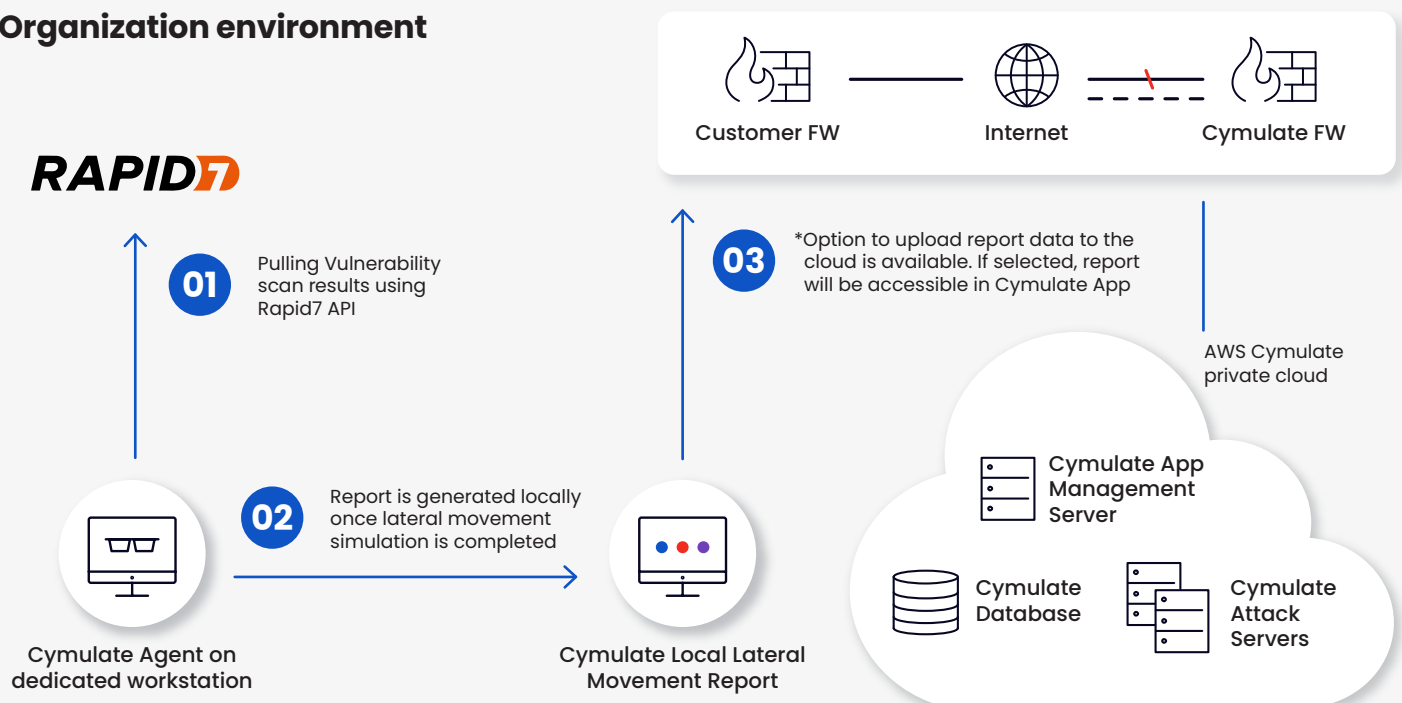 Organization environment
Customer FW
Internet
Cymulate FW
RAPID7
01
Pulling Vulnerability
scan results using
Rapid7 API
03
*Option to upload report data to the
cloud is available. If selected, report
will be accessible in Cymulate App
AWS Cymulate
private cloud
02
Report is generated locally
once lateral movement
simulation is completed
Cymulate App
Management
Server
Cymulate
Database
Cymulate
Attack
Servers
Cymulate Agent on
dedicated workstation
Cymulate Local Lateral
Movement Report